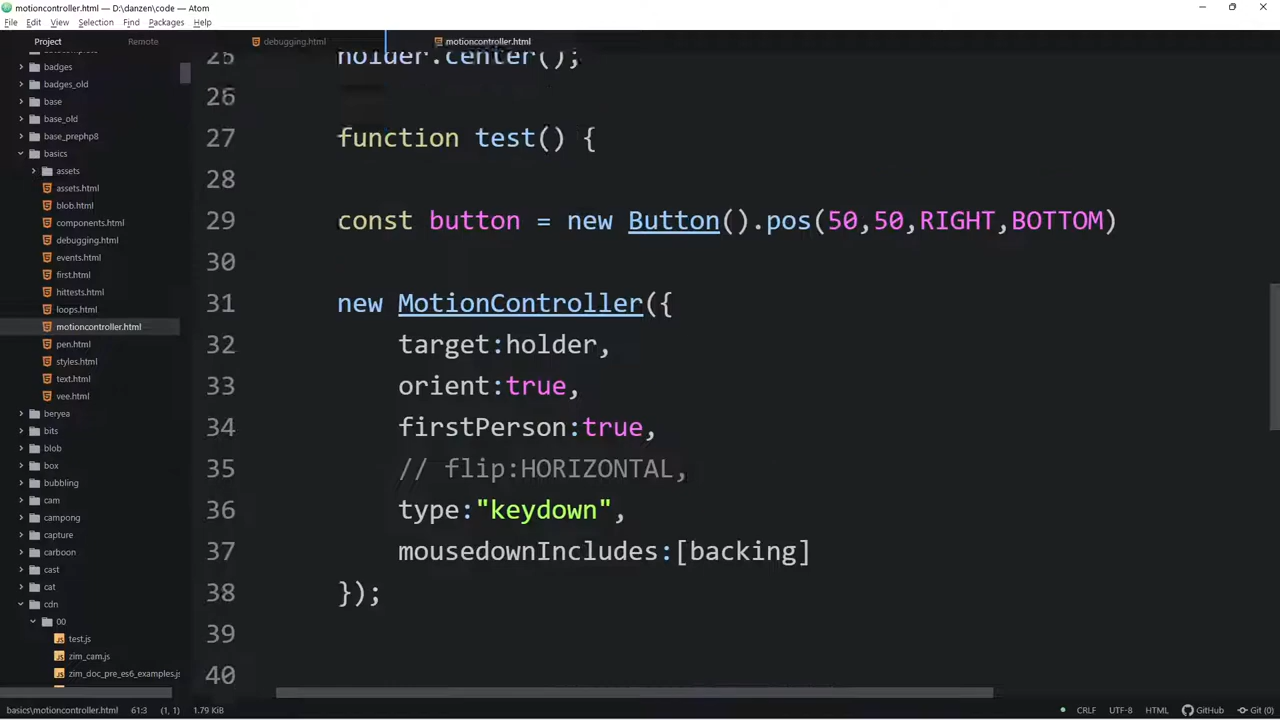 motioncontroller.html — D:\danzen\code — Atom
File Edit View Selection Find Packages Help
Project Remote debugging.html motioncontroller.html
badges
badges_old
base
base_old
base_prephp8
basics
assets
assets.html
blob.html
components.html
debugging.html
events.html
first.html
hittests.html
loops.html
motioncontroller.html
pen.html
styles.html
text.html
vee.html
beryea
bits
blob
box
bubbling
cam
campong
capture
carboon
cast
cat
cdn
00
test.js
zim_cam.js
zim_doc_pre_es6_examples.js
25 holder.center();
26
27 function test() {
28
29 const button = new Button().pos(50,50,RIGHT,BOTTOM)
30
31 new MotionController({
32 target:holder,
33 orient:true,
34 firstPerson:true,
35 // flip:HORIZONTAL,
36 type:"keydown",
37 mousedownIncludes:[backing]
38 });
39
40
basics\motioncontroller.html 61:3 (1, 1) 1.79 KiB CRLF UTF-8 HTML GitHub Git (0)